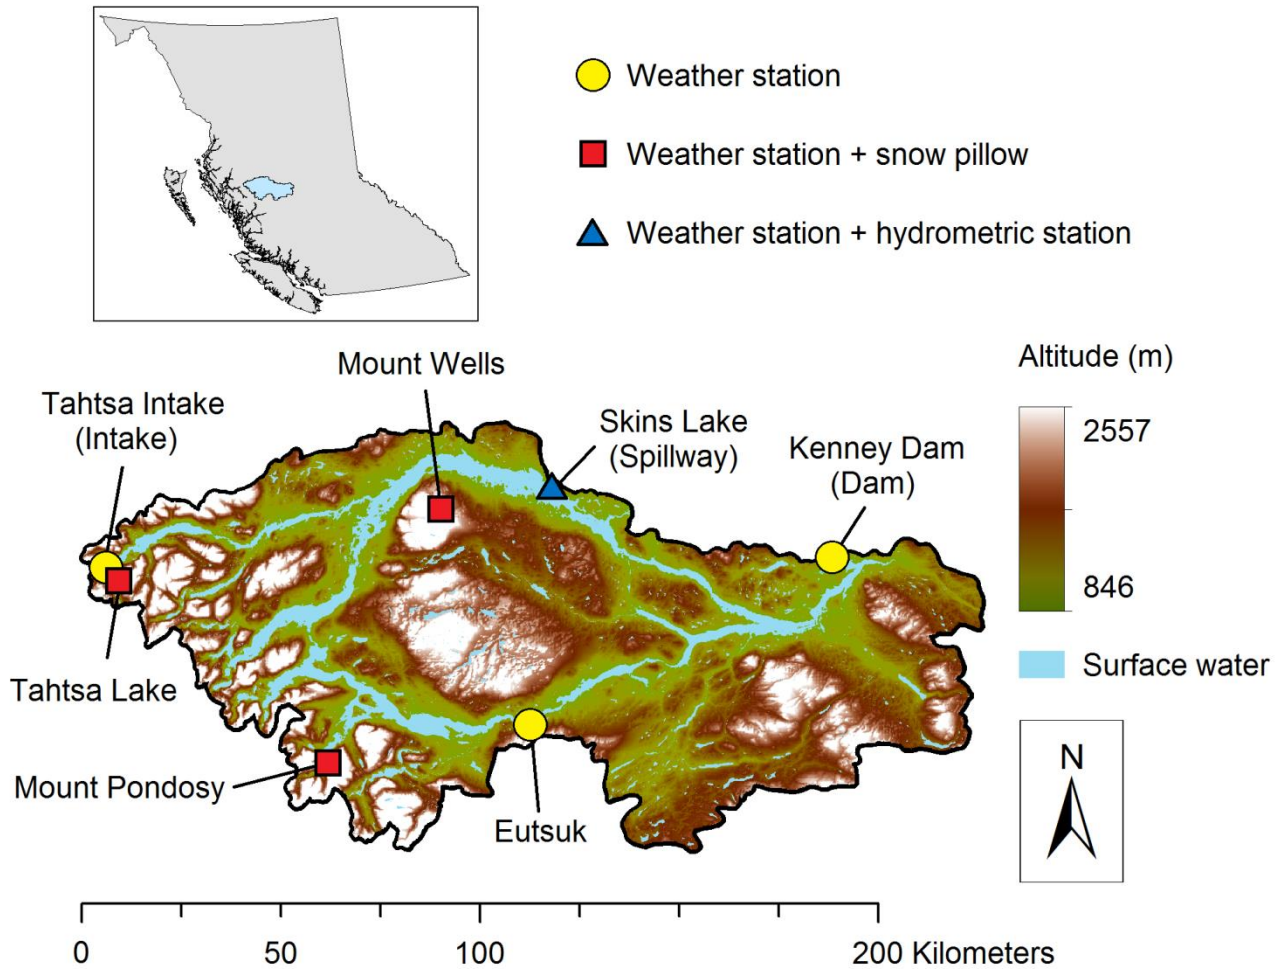 Weather station
Weather station + snow pillow
Weather station + hydrometric station
Altitude (m)
2557
846
Surface water
N
Mount Wells
Tahtsa Intake
(Intake)
Skins Lake
(Spillway)
Kenney Dam
(Dam)
Tahtsa Lake
Mount Pondosy
Eutsuk
0
50
100
200 Kilometers